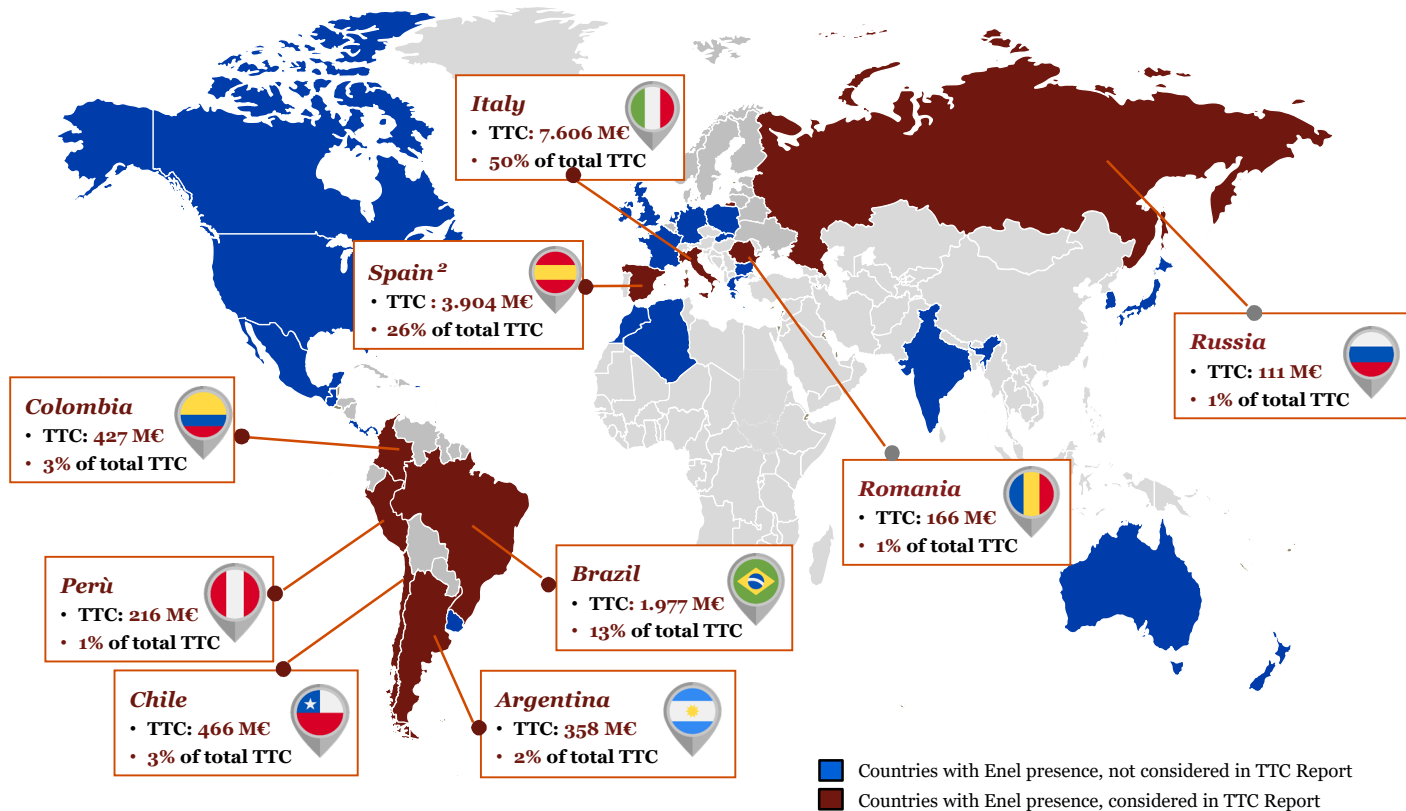 Italy
• TTC: 7.606 M€
• 50% of total TTC
Spain²
• TTC : 3.904 M€
• 26% of total TTC
Russia
• TTC: 111 M€
• 1% of total TTC
Colombia
• TTC: 427 M€
• 3% of total TTC
Romania
• TTC: 166 M€
• 1% of total TTC
Perù
• TTC: 216 M€
• 1% of total TTC
Brazil
• TTC: 1.977 M€
• 13% of total TTC
Chile
• TTC: 466 M€
• 3% of total TTC
Argentina
• TTC: 358 M€
• 2% of total TTC
Countries with Enel presence, not considered in TTC Report
Countries with Enel presence, considered in TTC Report